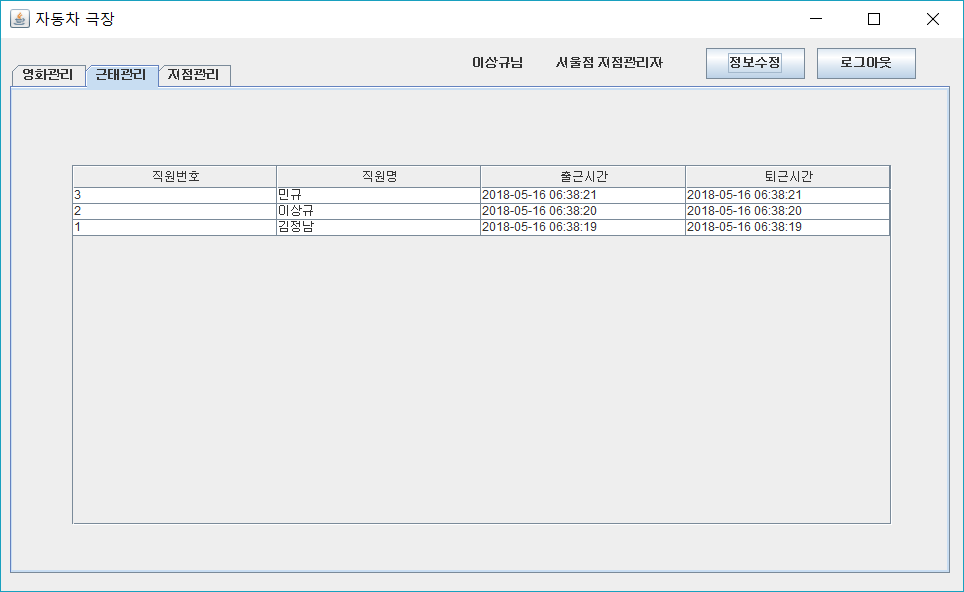 자동차 극장
이상규님 서울점 지점관리자 정보수정 로그아웃
영화관리 근태관리 지점관리
직원번호 직원명 출근시간 퇴근시간
3 민규 2018-05-16 06:38:21 2018-05-16 06:38:21
2 이상규 2018-05-16 06:38:20 2018-05-16 06:38:20
1 김정남 2018-05-16 06:38:19 2018-05-16 06:38:19